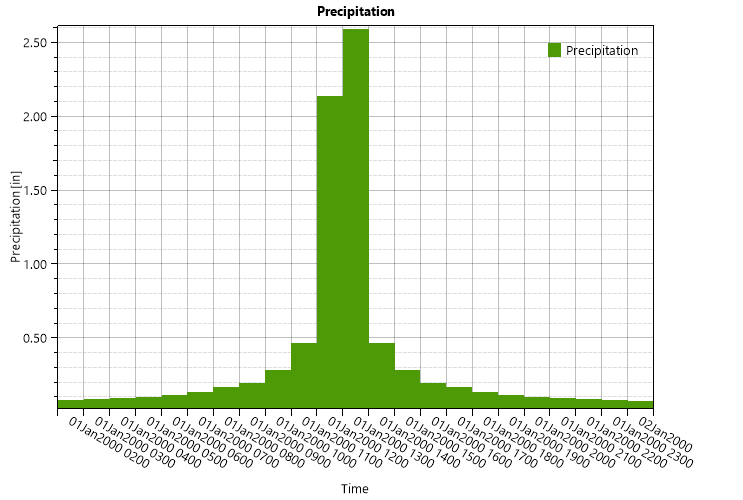 Precipitation
Precipitation
Precipitation[in]
2.50
2.00
1.50
1.00
0.50
01Jan2000 0200
01Jan2000 0300
01Jan2000 0400
01Jan2000 0500
01Jan2000 0600
01Jan2000 0700
01Jan2000 0800
01Jan2000 0900
01Jan2000 1000
01Jan2000 1100
01Jan2000 1200
01Jan2000 1300
01Jan2000 1400
01Jan2000 1500
01Jan2000 1600
01Jan2000 1700
01Jan2000 1800
01Jan2000 1900
01Jan2000 2000
01Jan2000 2100
01Jan2000 2200
01Jan2000 2300
02Jan2000
Time